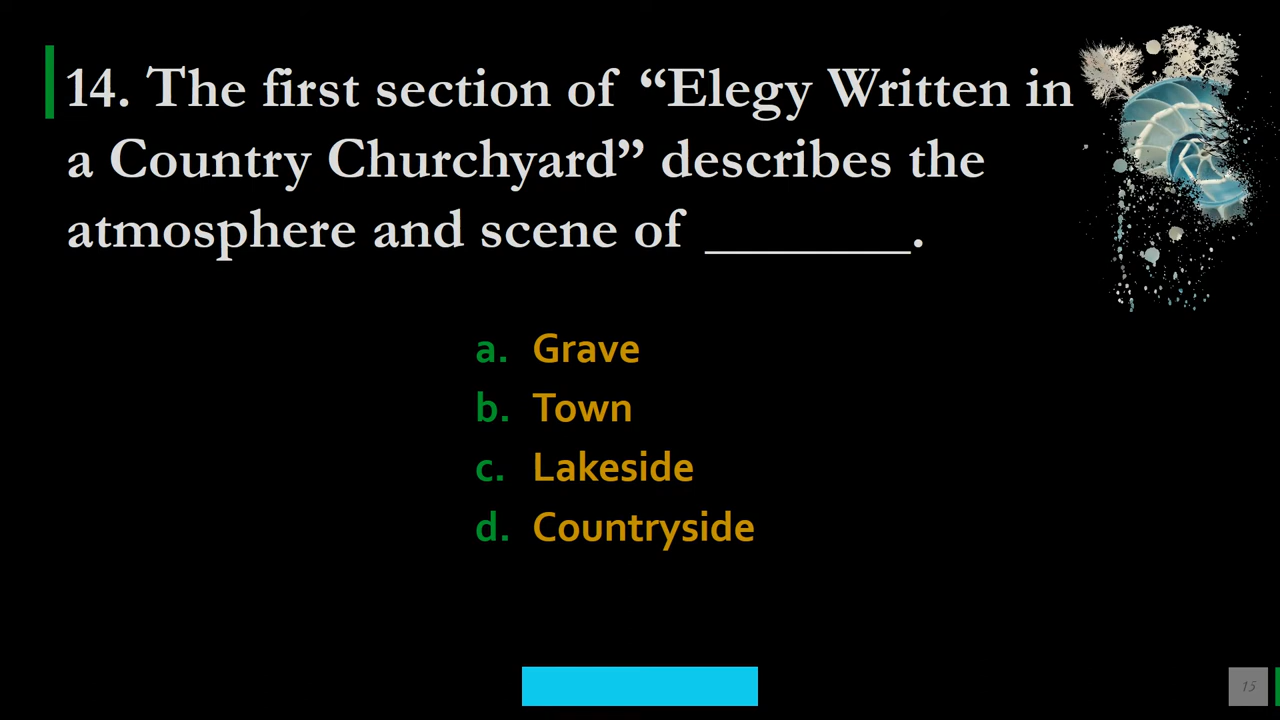 14. The first section of “Elegy Written in
a Country Churchyard” describes the
atmosphere and scene of ________.
a. Grave
b. Town
c. Lakeside
d. Countryside
15